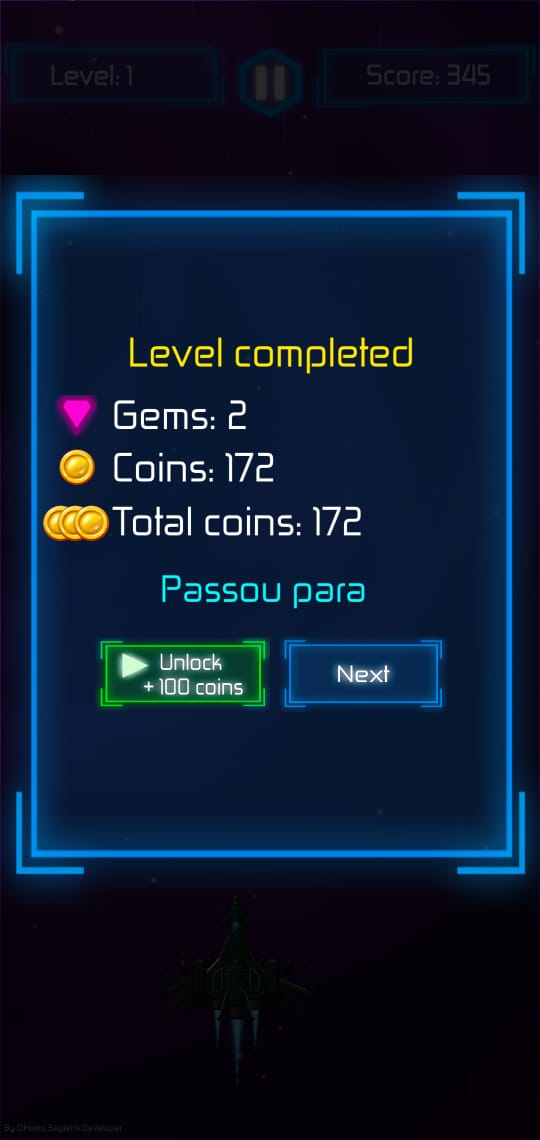 Level: 1
Score: 345
Level completed
Gems: 2
Coins: 172
Total coins: 172
Passou para
Unlock
+ 100 coins
Next
By @Homo Sapiens Developer